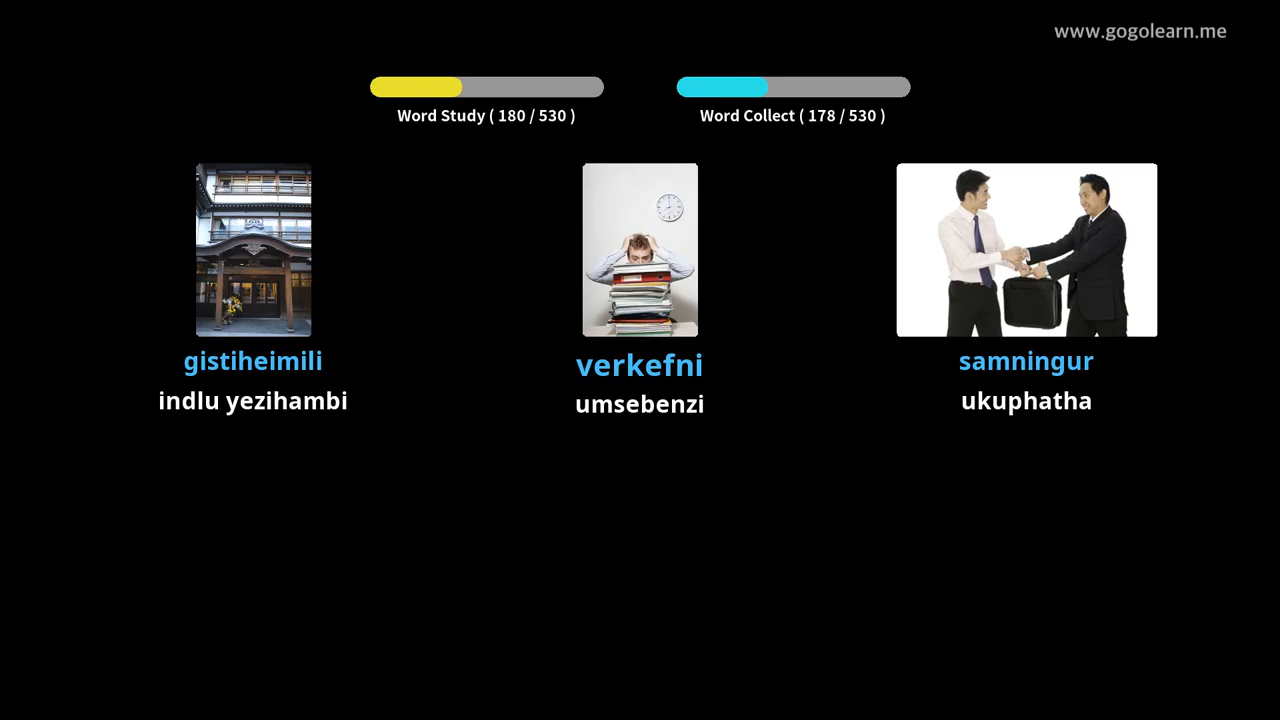 www.gogolearn.me
Word Study ( 180 / 530 )
Word Collect ( 178 / 530 )
gistiheimili
indlu yezihambi
verkefni
umsebenzi
samningur
ukuphatha